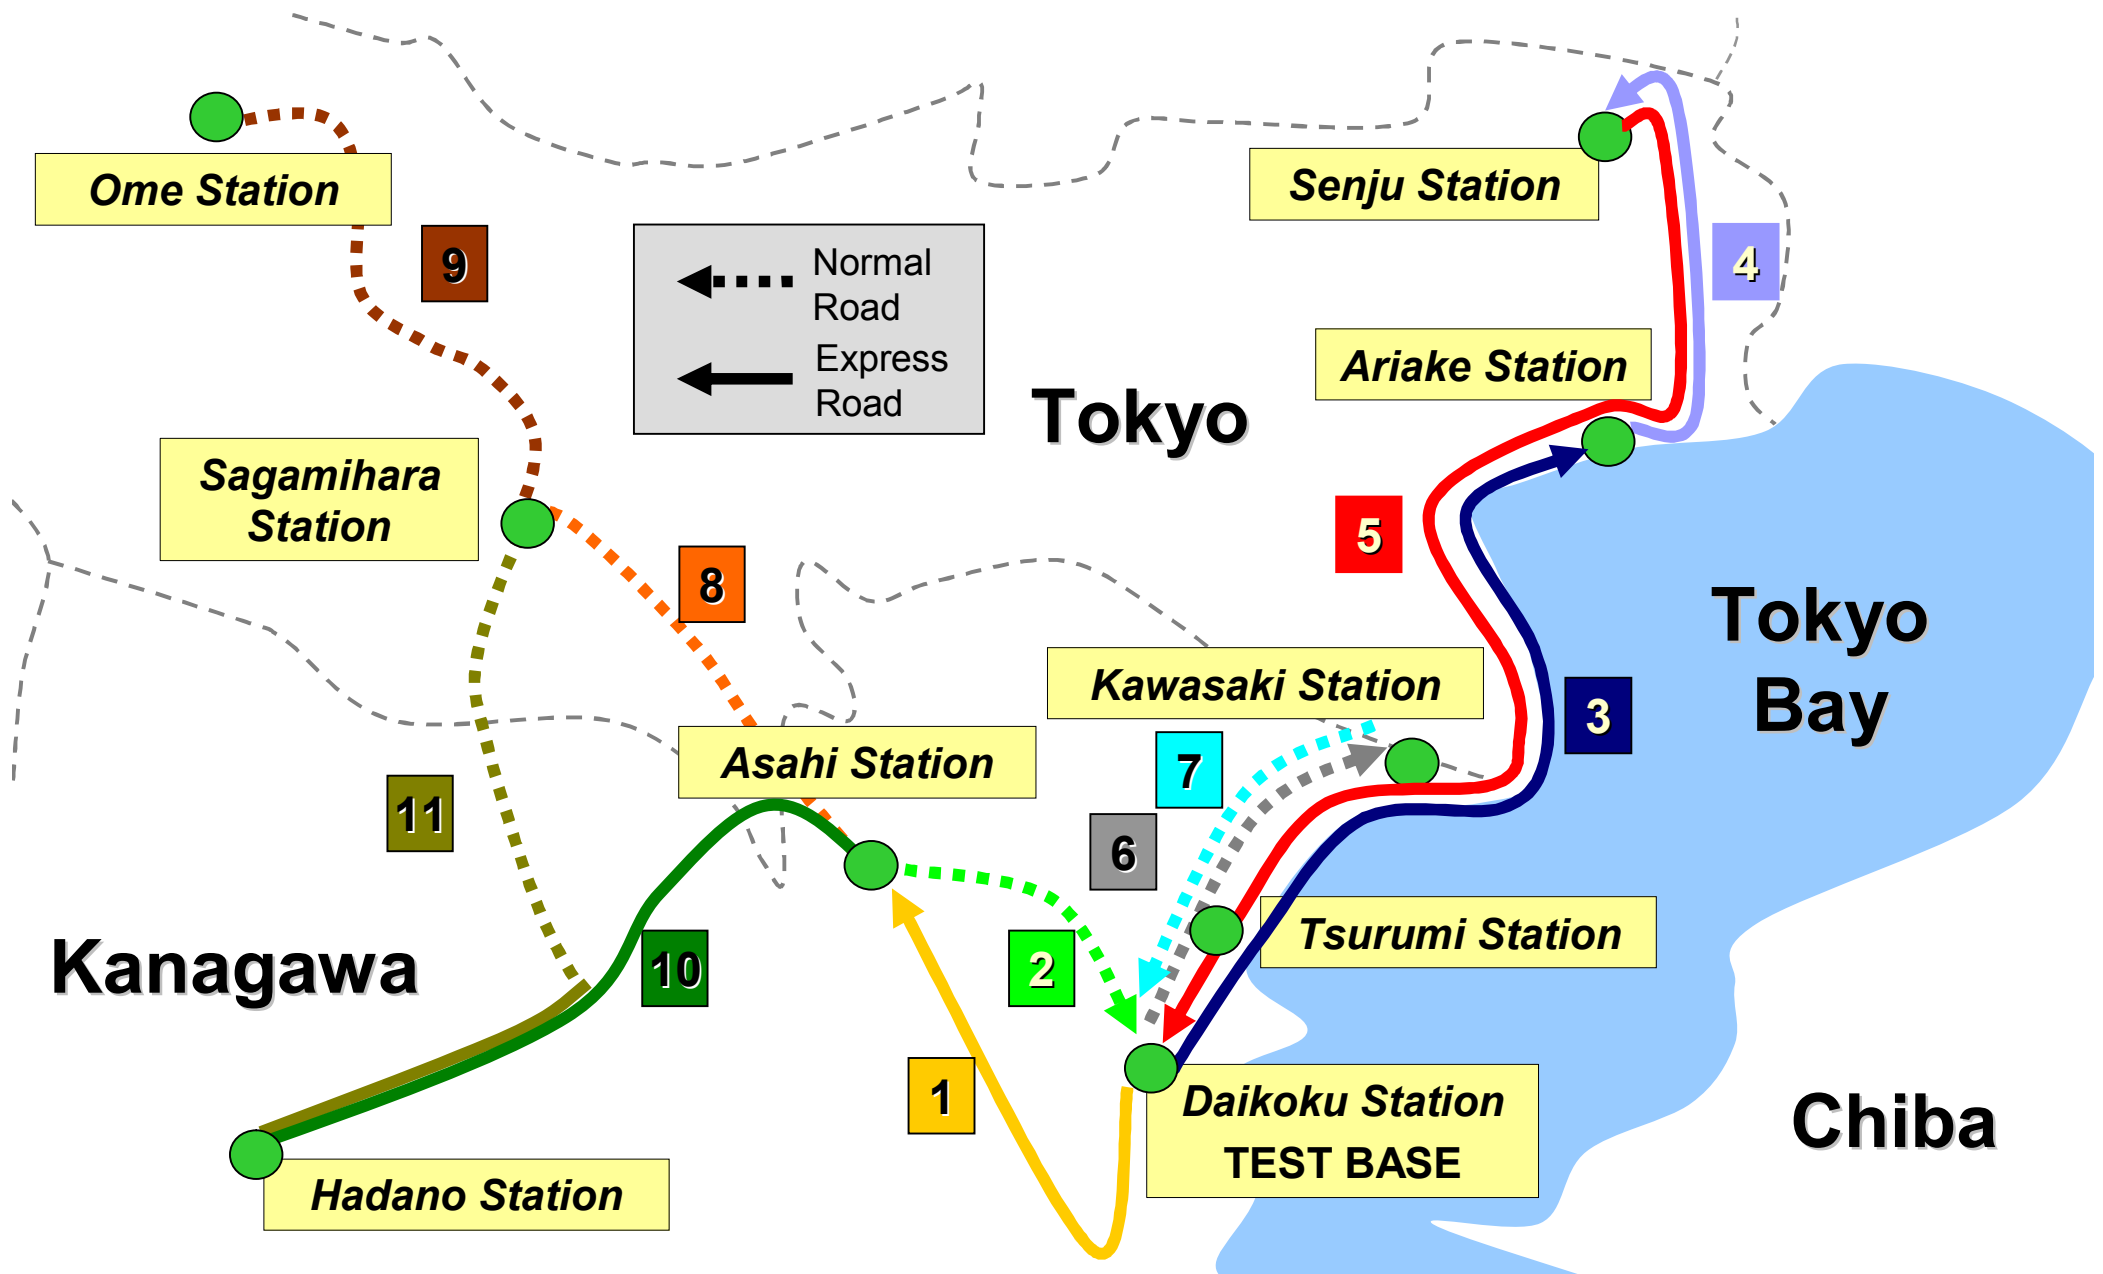 Ome Station
9
Senju Station
4
Normal
Road
Express
Road
Ariake Station
Tokyo
Sagamihara
Station
5
8
Tokyo
Bay
Kawasaki Station
3
Asahi Station
7
11
6
Tsurumi Station
Kanagawa
10
2
1
Daikoku Station
TEST BASE
Chiba
Hadano Station